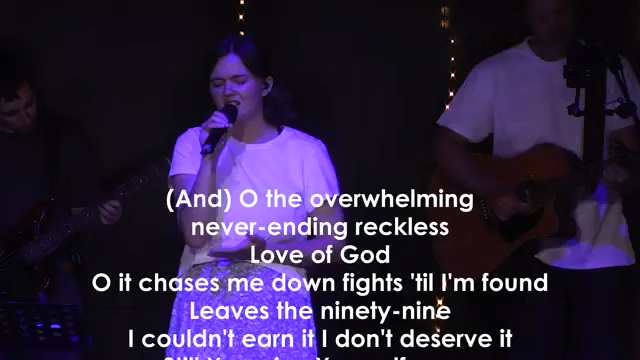 (And) O the overwhelming
never-ending reckless
Love of God
O it chases me down fights 'til I'm found
Leaves the ninety-nine
I couldn't earn it I don't deserve it